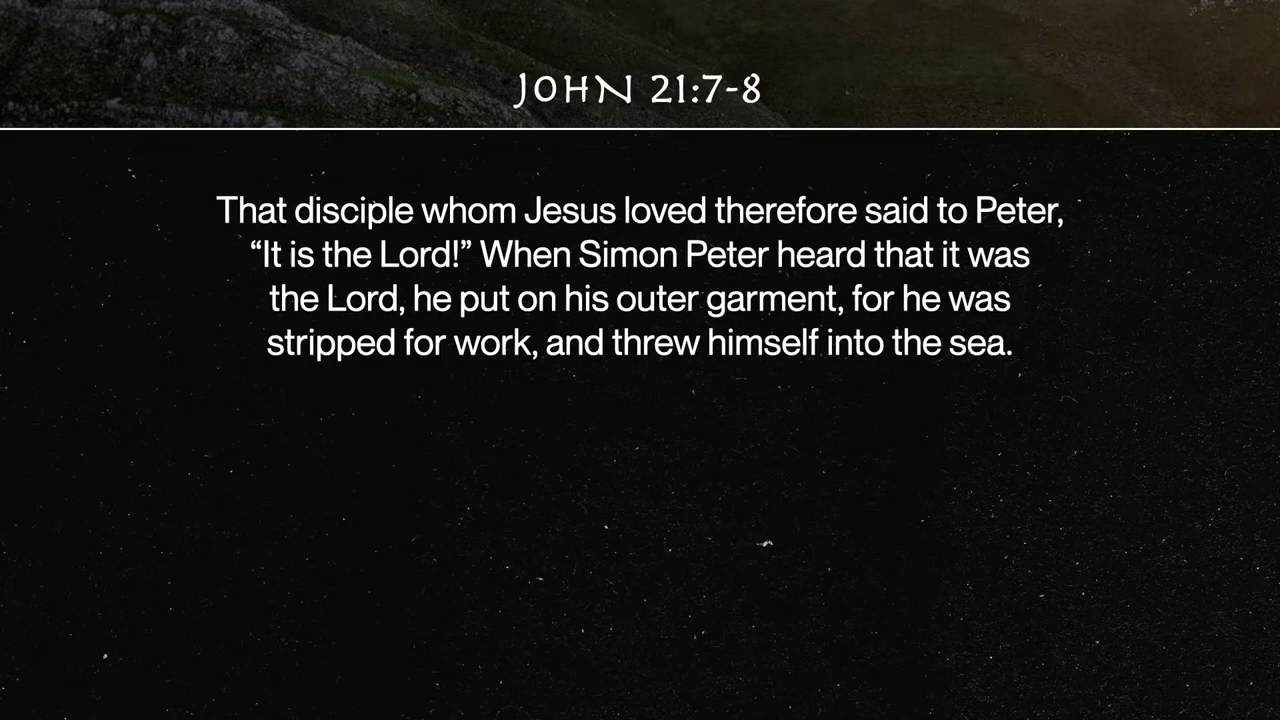 JOHN 21:7-8
That disciple whom Jesus loved therefore said to Peter,
“It is the Lord!” When Simon Peter heard that it was
the Lord, he put on his outer garment, for he was
stripped for work, and threw himself into the sea.